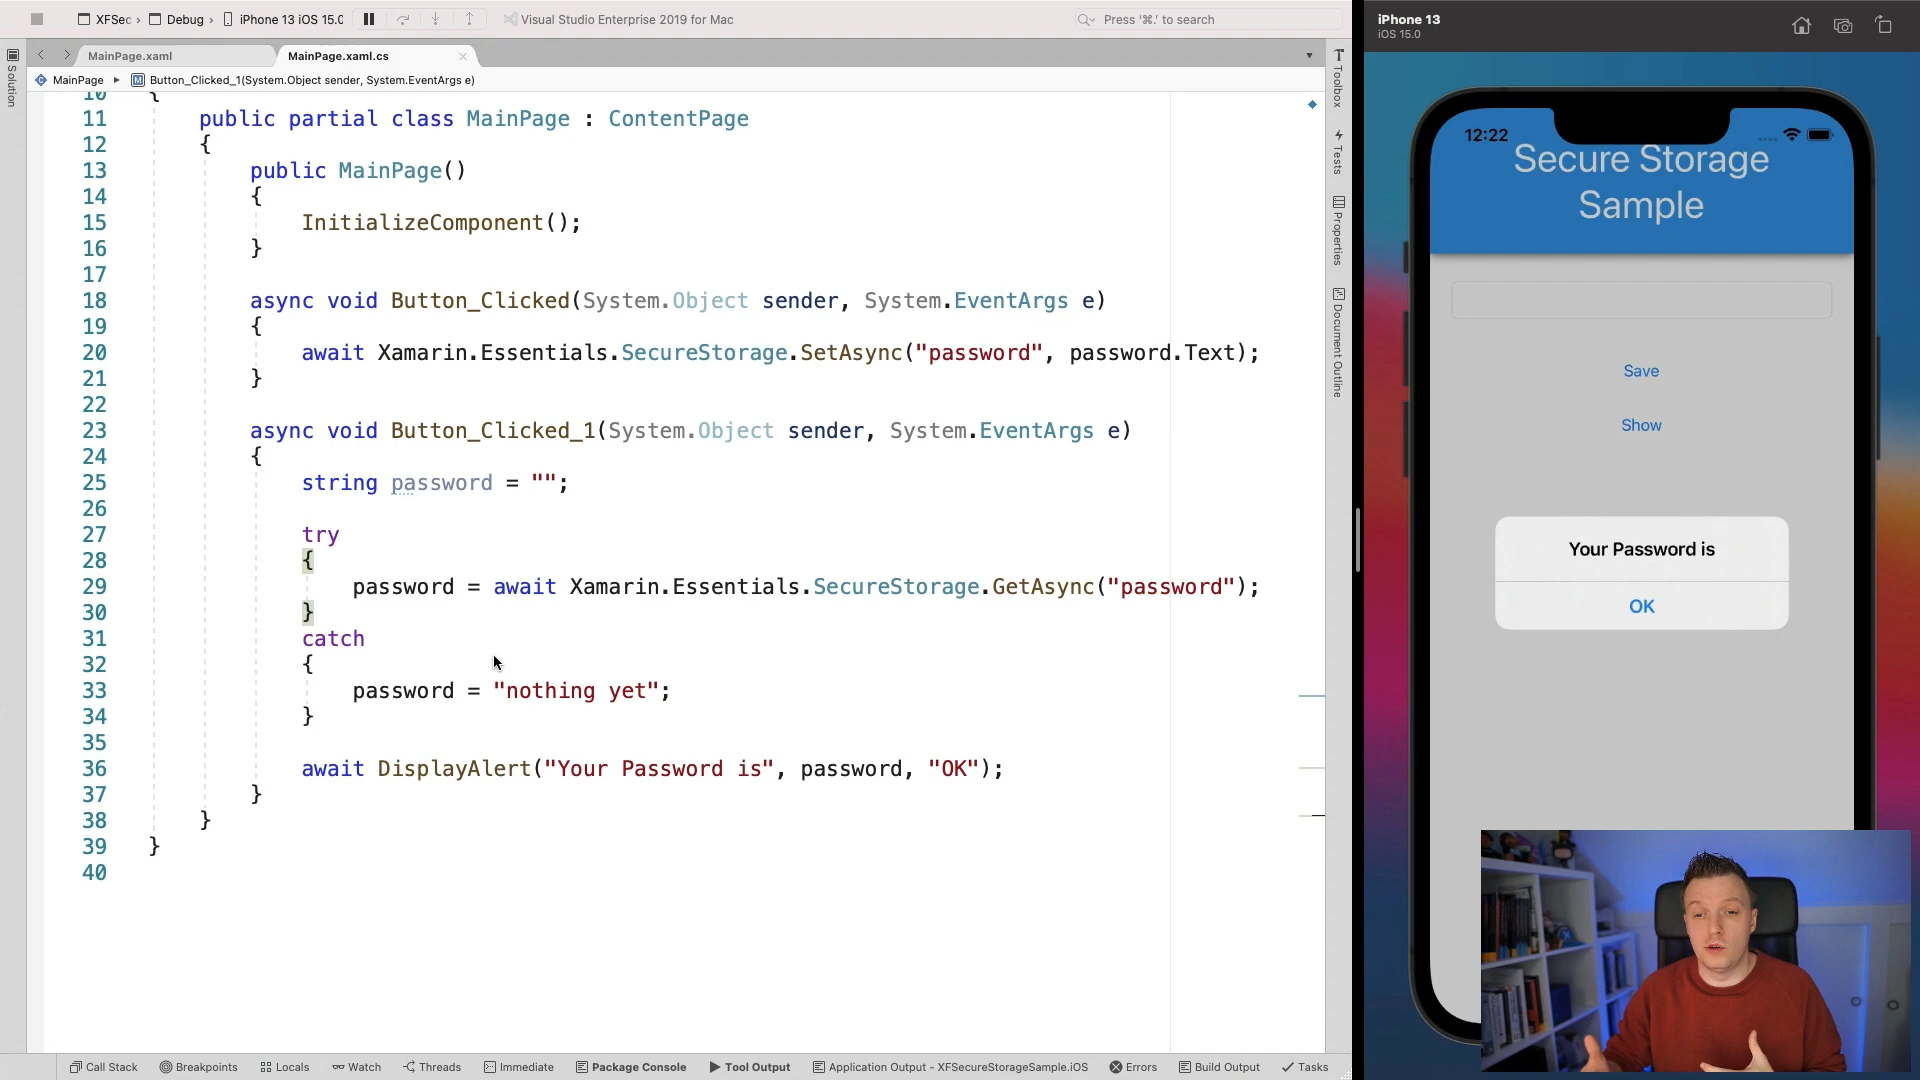 XFSec › Debug › iPhone 13 iOS 15.0
Visual Studio Enterprise 2019 for Mac
Press '⌘.' to search
Solution
MainPage.xaml
MainPage.xaml.cs
MainPage ▸ Button_Clicked_1(System.Object sender, System.EventArgs e)
10 {
11 public partial class MainPage : ContentPage
12 {
13 public MainPage()
14 {
15 InitializeComponent();
16 }
17
18 async void Button_Clicked(System.Object sender, System.EventArgs e)
19 {
20 await Xamarin.Essentials.SecureStorage.SetAsync("password", password.Text);
21 }
22
23 async void Button_Clicked_1(System.Object sender, System.EventArgs e)
24 {
25 string password = "";
26
27 try
28 {
29 password = await Xamarin.Essentials.SecureStorage.GetAsync("password");
30 }
31 catch
32 {
33 password = "nothing yet";
34 }
35
36 await DisplayAlert("Your Password is", password, "OK");
37 }
38 }
39 }
40
Toolbox
Tests
Properties
Document Outline
Call Stack
Breakpoints
Locals
Watch
Threads
Immediate
Package Console
Tool Output
Application Output - XFSecureStorageSample.iOS
Errors
Build Output
Tasks
iPhone 13
iOS 15.0
12:22
Secure Storage
Sample
Save
Show
Your Password is
OK